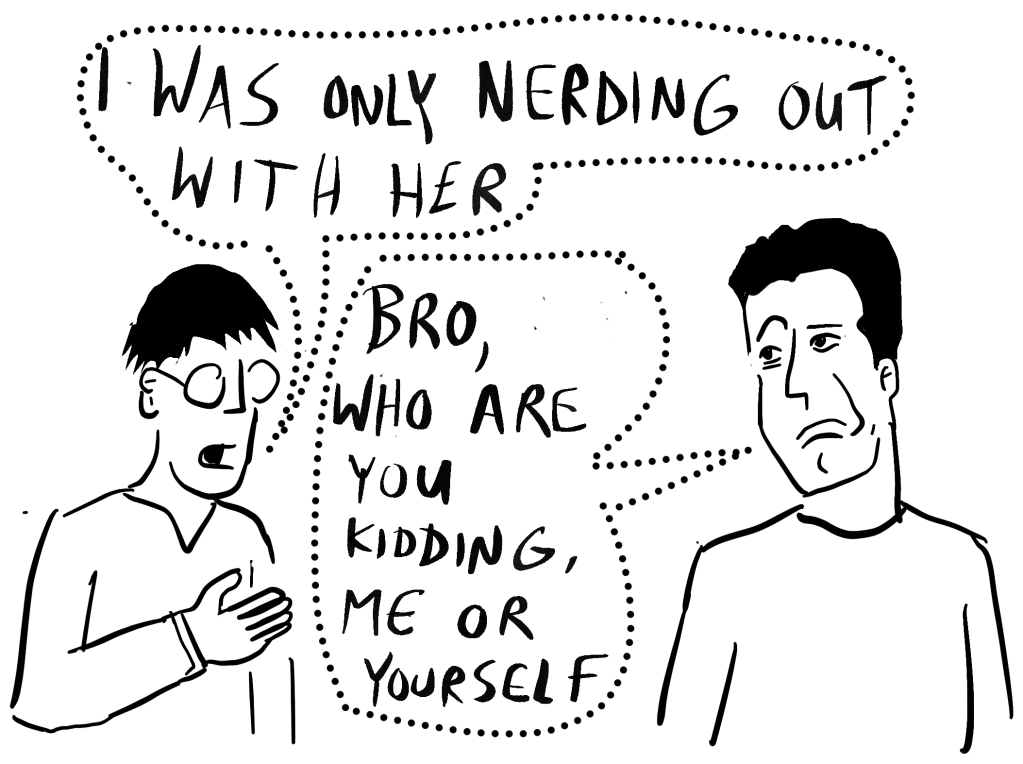 I WAS ONLY NERDING OUT
WITH HER
BRO,
WHO ARE
YOU
KIDDING,
ME OR
YOURSELF